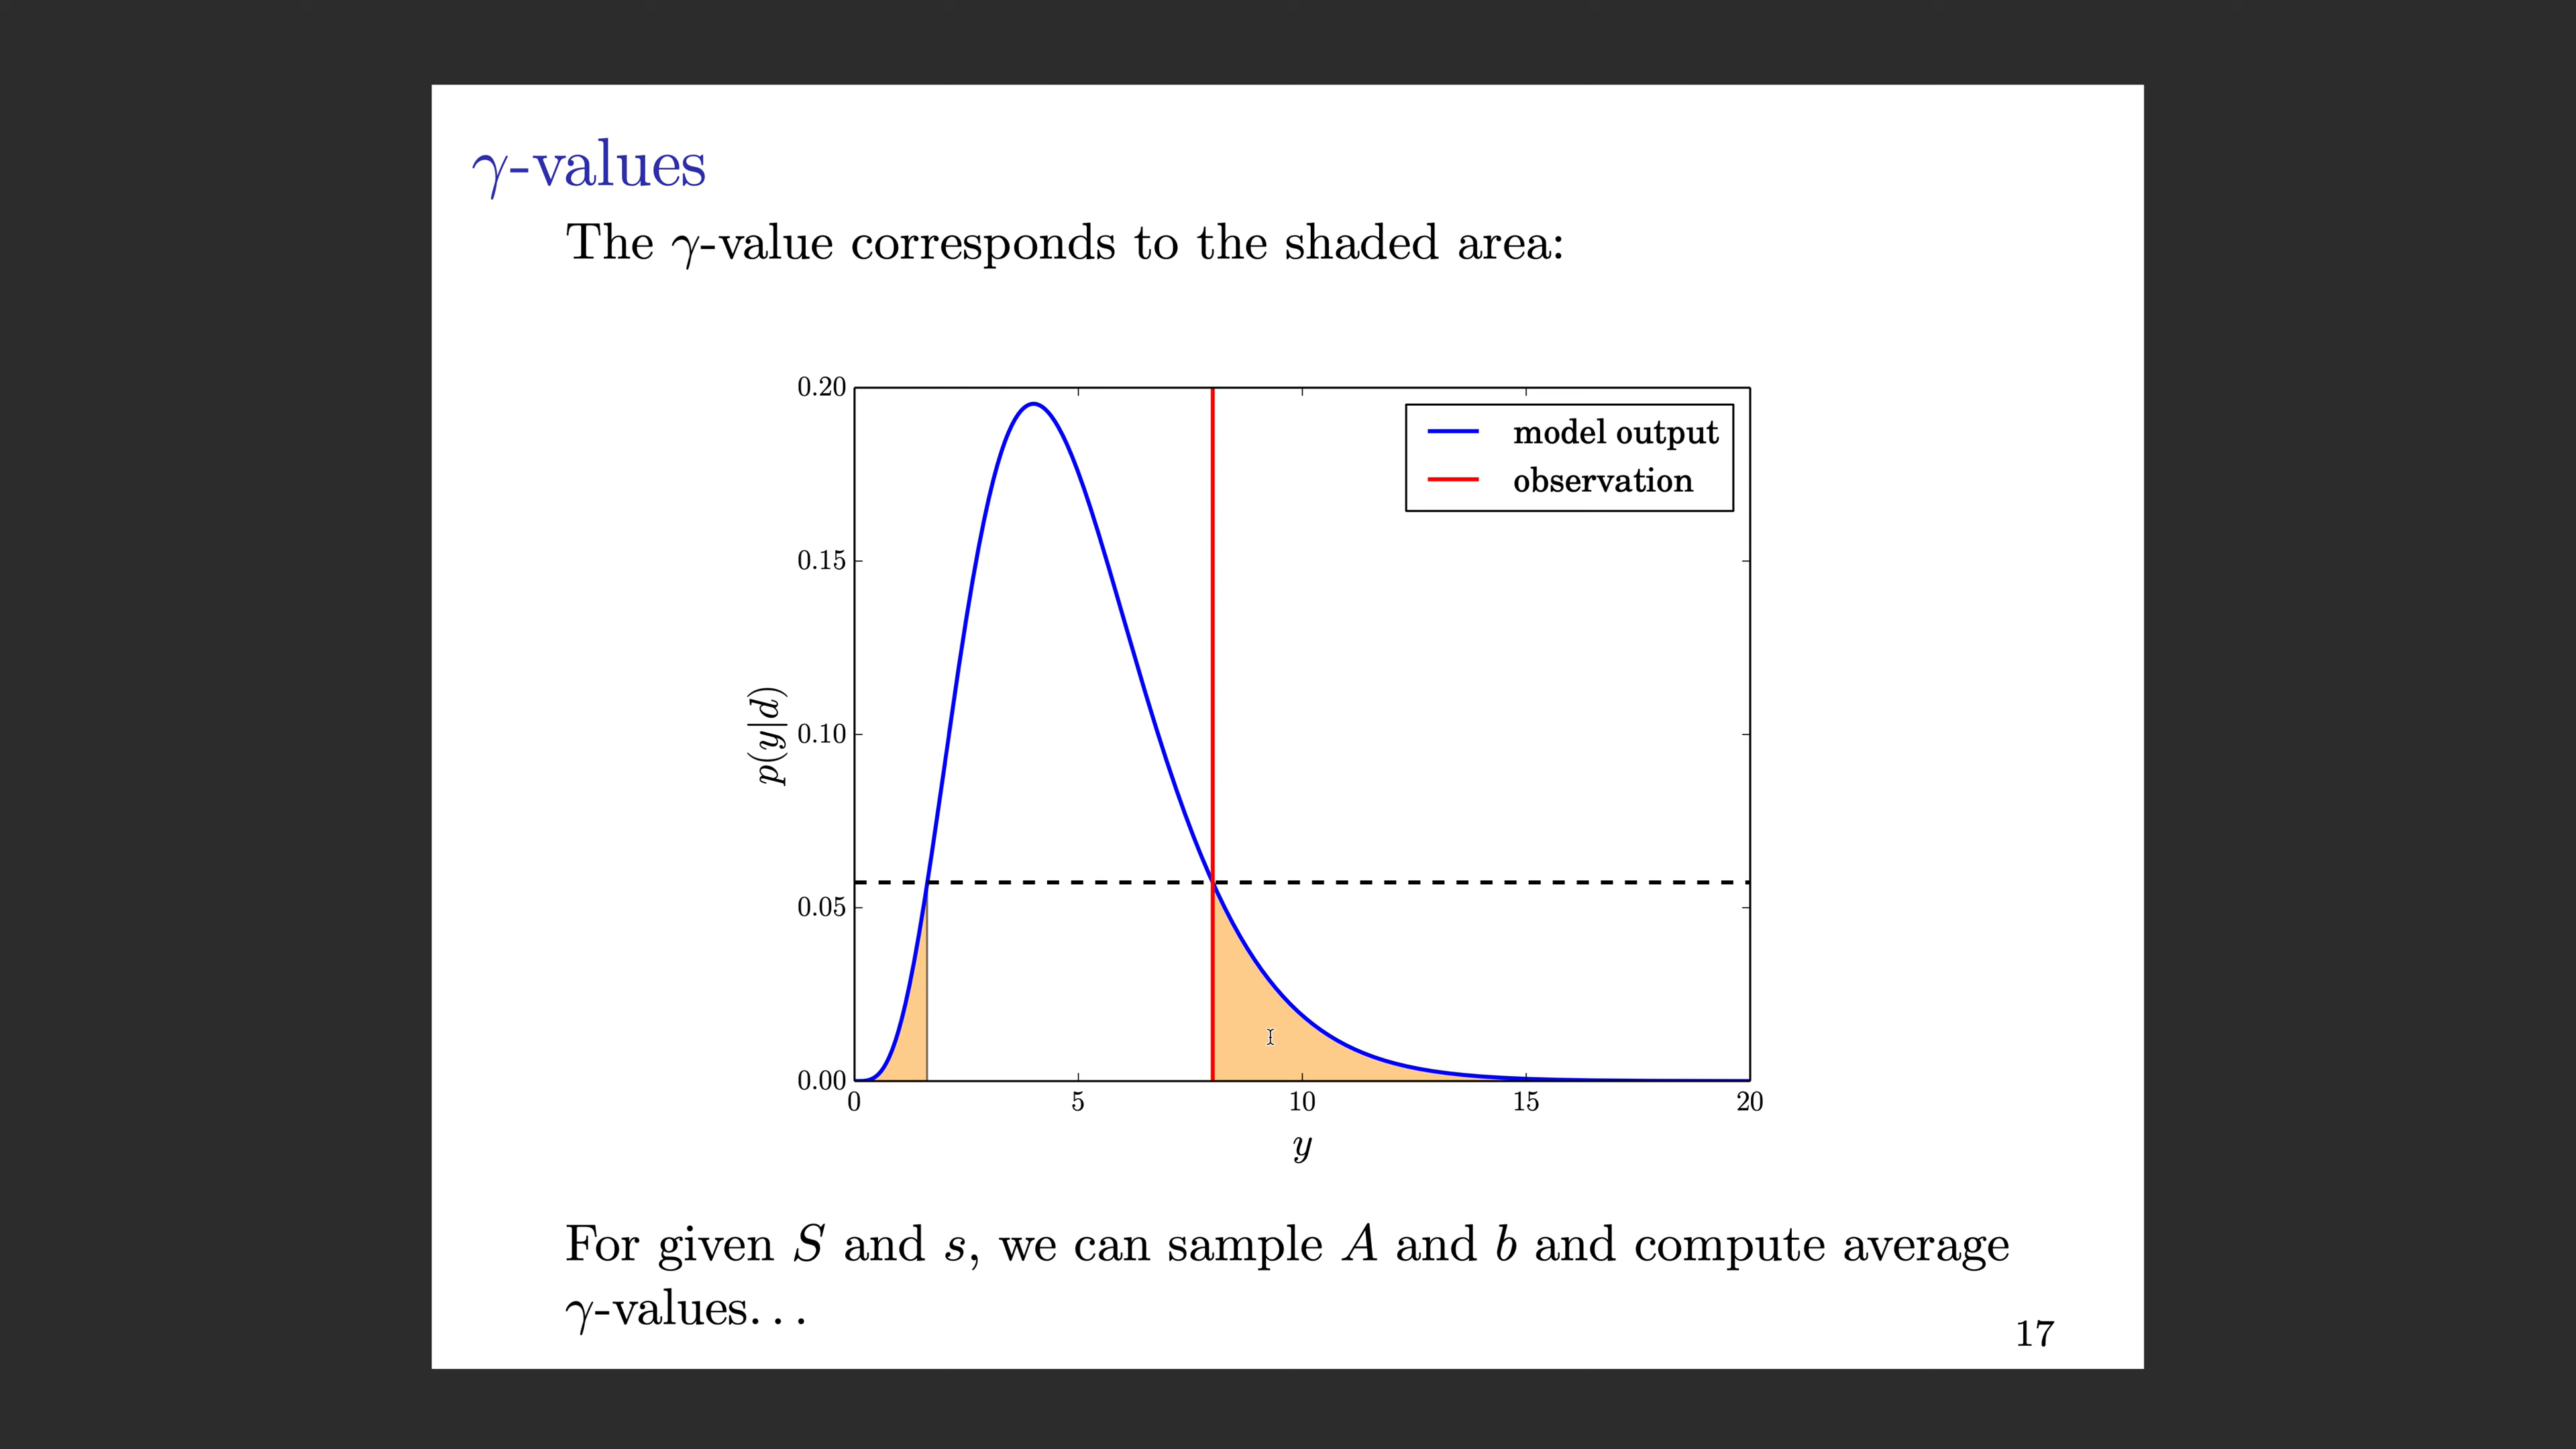 γ-values
The γ-value corresponds to the shaded area:
0.20
0.15
0.10
0.05
0.00
p(y|d)
model output
observation
0 5 10 15 20
y
For given S and s, we can sample A and b and compute average
γ-values...
17